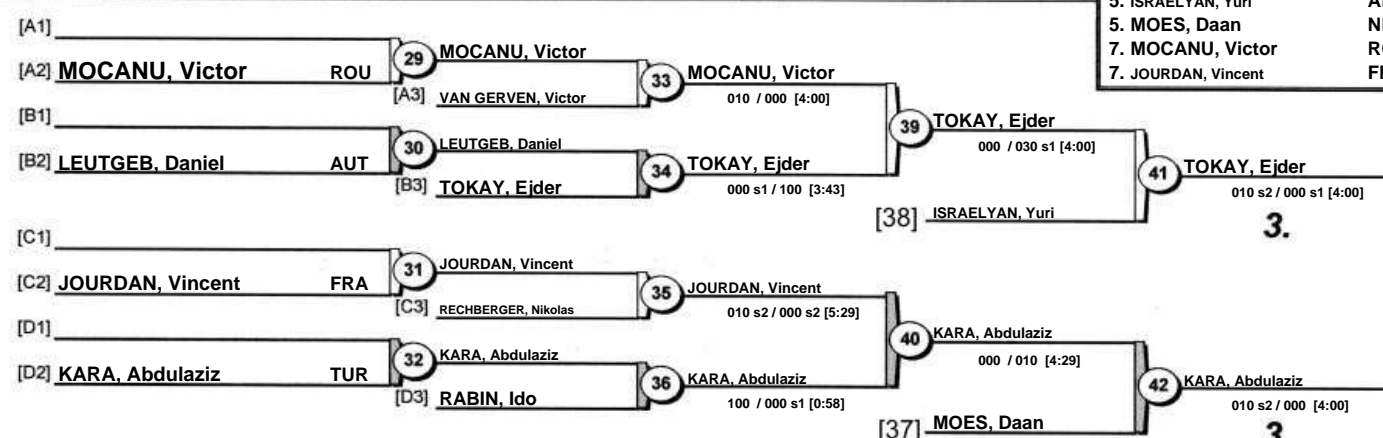 5. ISRAELYAN, Yuri
5. MOES, Daan
7. MOCANU, Victor
7. JOURDAN, Vincent
[A1]
[A2] MOCANU, Victor ROU
29
MOCANU, Victor
[A3] VAN GERVEN, Victor
33
MOCANU, Victor
010 / 000 [4:00]
[B1]
[B2] LEUTGEB, Daniel AUT
30
LEUTGEB, Daniel
[B3] TOKAY, Ejder
34
TOKAY, Ejder
000 s1 / 100 [3:43]
39
TOKAY, Ejder
000 / 030 s1 [4:00]
[38] ISRAELYAN, Yuri
41
TOKAY, Ejder
010 s2 / 000 s1 [4:00]
3.
[C1]
[C2] JOURDAN, Vincent FRA
31
JOURDAN, Vincent
[C3] RECHBERGER, Nikolas
35
JOURDAN, Vincent
010 s2 / 000 s2 [5:29]
[D1]
[D2] KARA, Abdulaziz TUR
32
KARA, Abdulaziz
[D3] RABIN, Ido
36
KARA, Abdulaziz
100 / 000 s1 [0:58]
40
KARA, Abdulaziz
000 / 010 [4:29]
[37] MOES, Daan
42
KARA, Abdulaziz
010 s2 / 000 [4:00]
3.